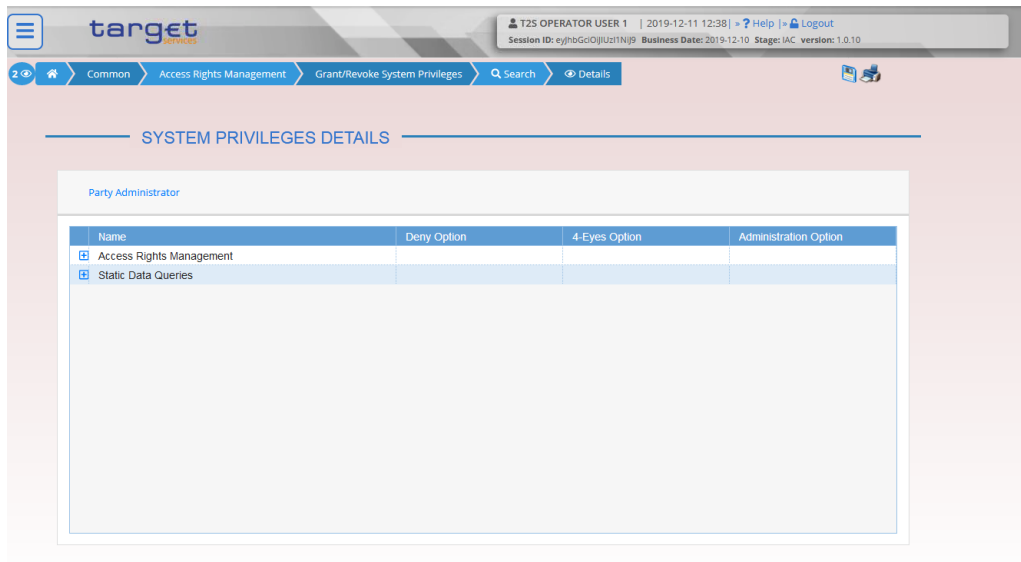 target
services
T2S OPERATOR USER 1 | 2019-12-11 12:38| » ? Help |» Logout
Session ID: eyJhbGciOiJIUzI1NiJ9 Business Date: 2019-12-10 Stage: IAC version: 1.0.10
2 Common Access Rights Management Grant/Revoke System Privileges Search Details
SYSTEM PRIVILEGES DETAILS
Party Administrator
Name Deny Option 4-Eyes Option Administration Option
Access Rights Management
Static Data Queries